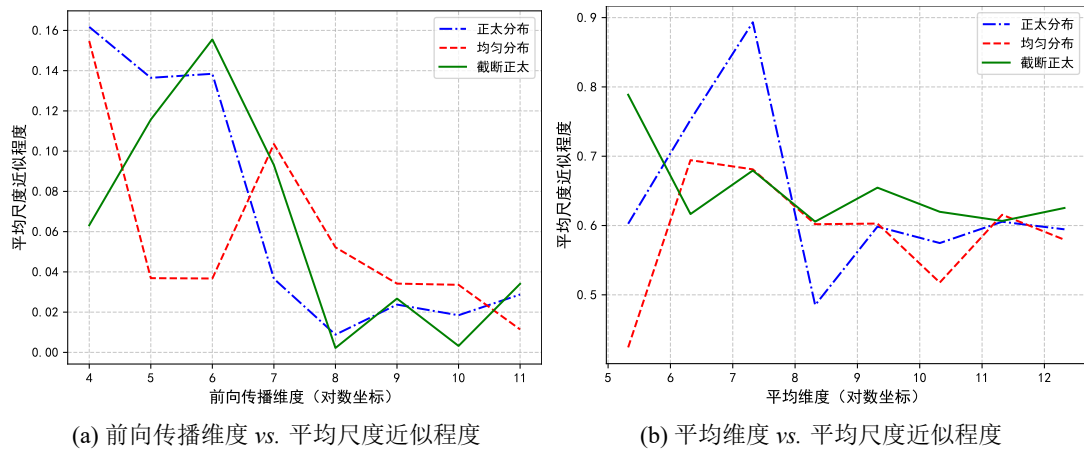 0.16
0.14
0.12
0.10
0.08
0.06
0.04
0.02
0.00
平均尺度近似程度
正太分布
均匀分布
截断正太
4 5 6 7 8 9 10 11
前向传播维度（对数坐标）
(a) 前向传播维度 vs. 平均尺度近似程度
0.9
0.8
0.7
0.6
0.5
平均尺度近似程度
正太分布
均匀分布
截断正太
5 6 7 8 9 10 11 12
平均维度（对数坐标）
(b) 平均维度 vs. 平均尺度近似程度